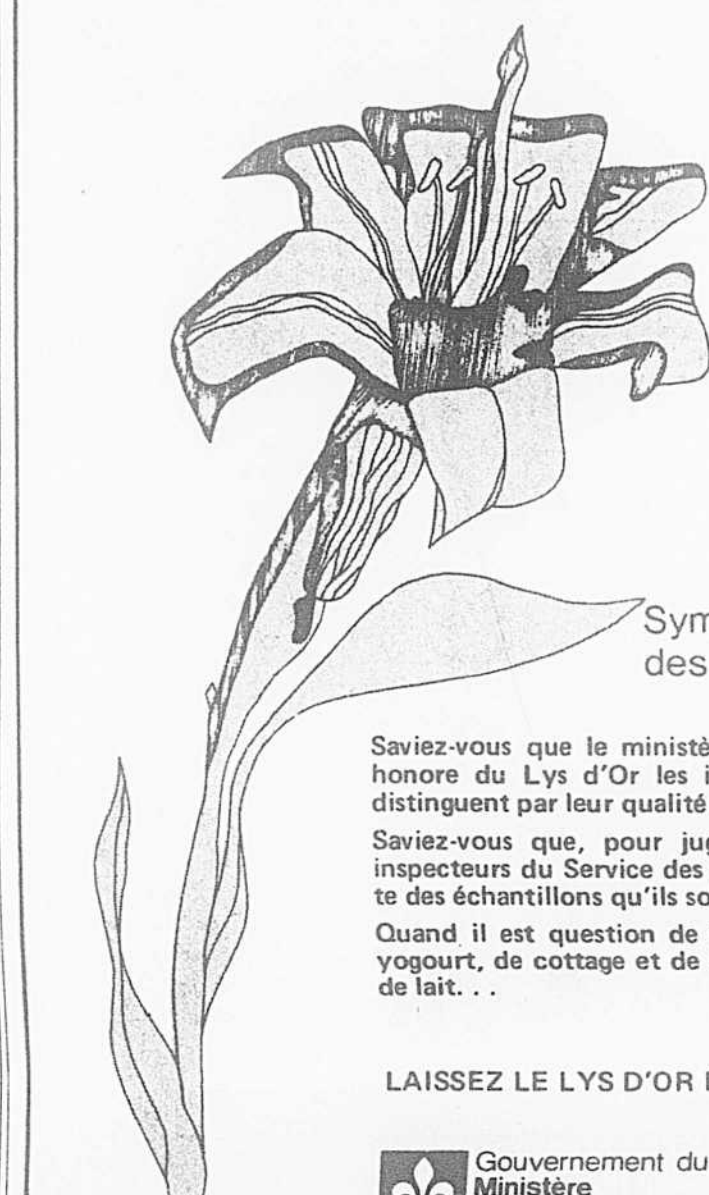 Sym
des
Saviez-vous que le ministè
honore du Lys d'Or les i
distinguent par leur qualité
Saviez-vous que, pour jug
inspecteurs du Service des
te des échantillons qu'ils so
Quand il est question de
yogourt, de cottage et de
de lait. . .
LAISSEZ LE LYS D'OR
Gouvernement du
Ministère